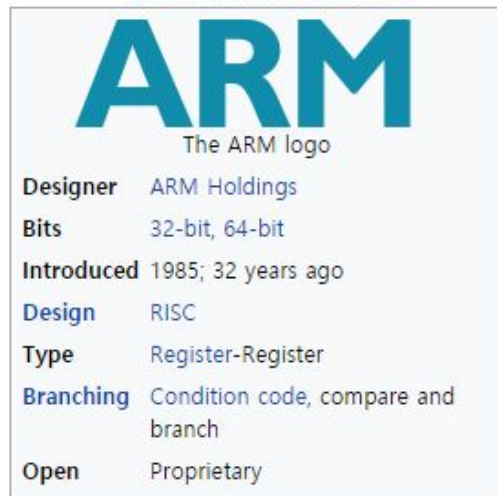 ARM
The ARM logo
Designer ARM Holdings
Bits 32-bit, 64-bit
Introduced 1985; 32 years ago
Design RISC
Type Register-Register
Branching Condition code, compare and
branch
Open Proprietary